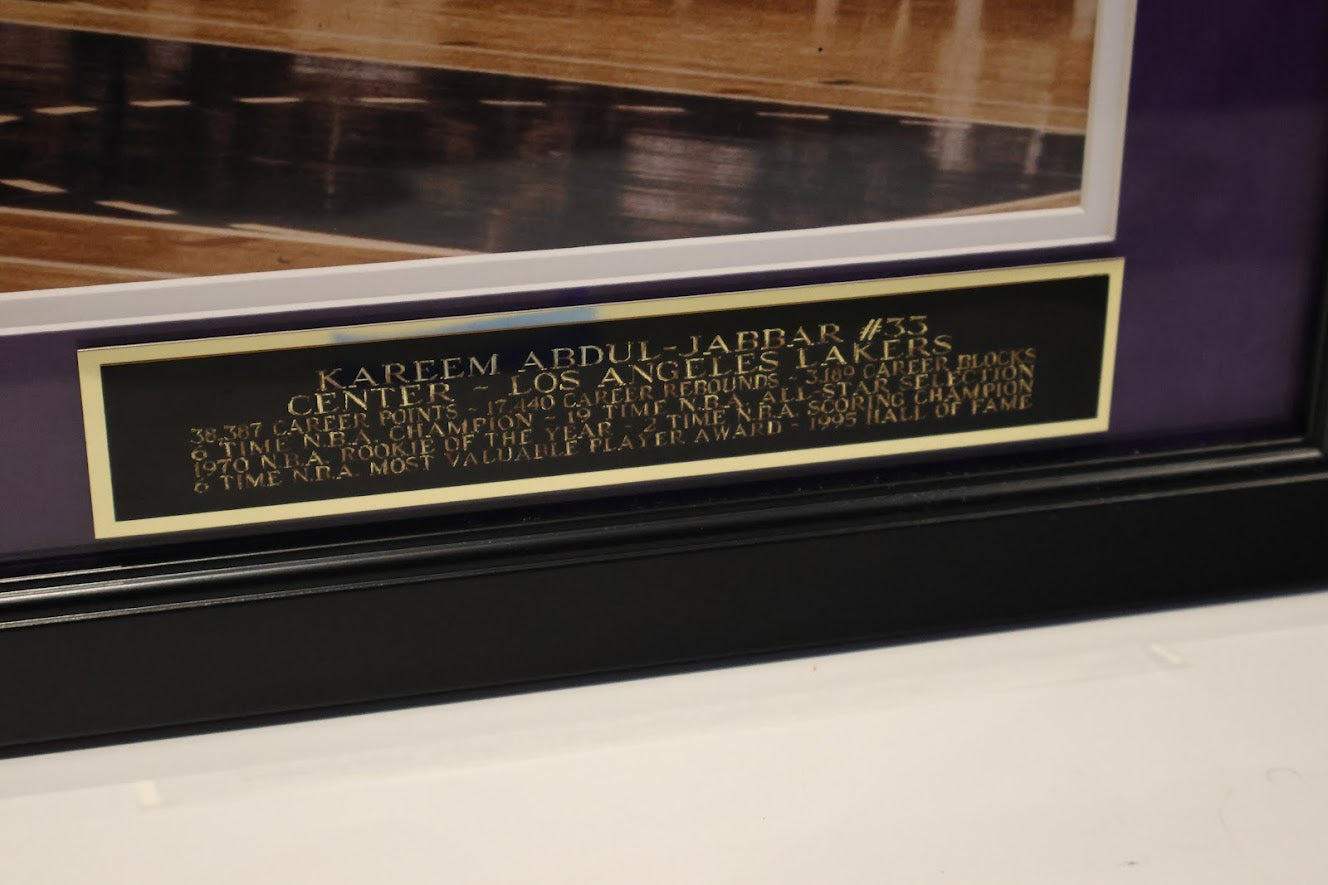 KAREEM ABDUL-JABBAR #33
CENTER - LOS ANGELES LAKERS
38,387 CAREER POINTS - 17,440 CAREER REBOUNDS - 3,189 CAREER BLOCKS
6 TIME N.B.A. CHAMPION - 19 TIME N.B.A. ALL-STAR SELECTION
1970 N.B.A. ROOKIE OF THE YEAR - 2 TIME N.B.A. SCORING CHAMPION
6 TIME N.B.A. MOST VALUABLE PLAYER AWARD - 1995 HALL OF FAME